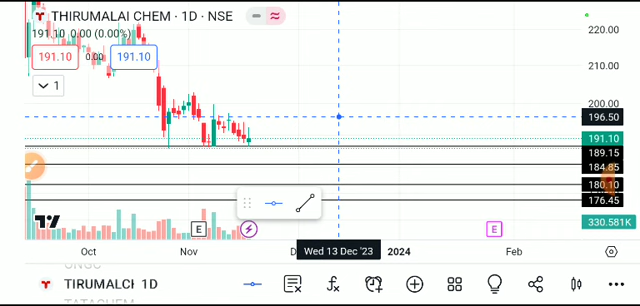 THIRUMALAI CHEM · 1D · NSE
191.10 0.00 (0.00%)
191.10 0.00 191.10
1
220.00
210.00
200.00
196.50
191.10
189.15
184.85
180.10
176.45
330.581K
E
E
Oct Nov D Wed 13 Dec '23 2024 Feb
ONGC
TIRUMALCI 1D
TATACHEM